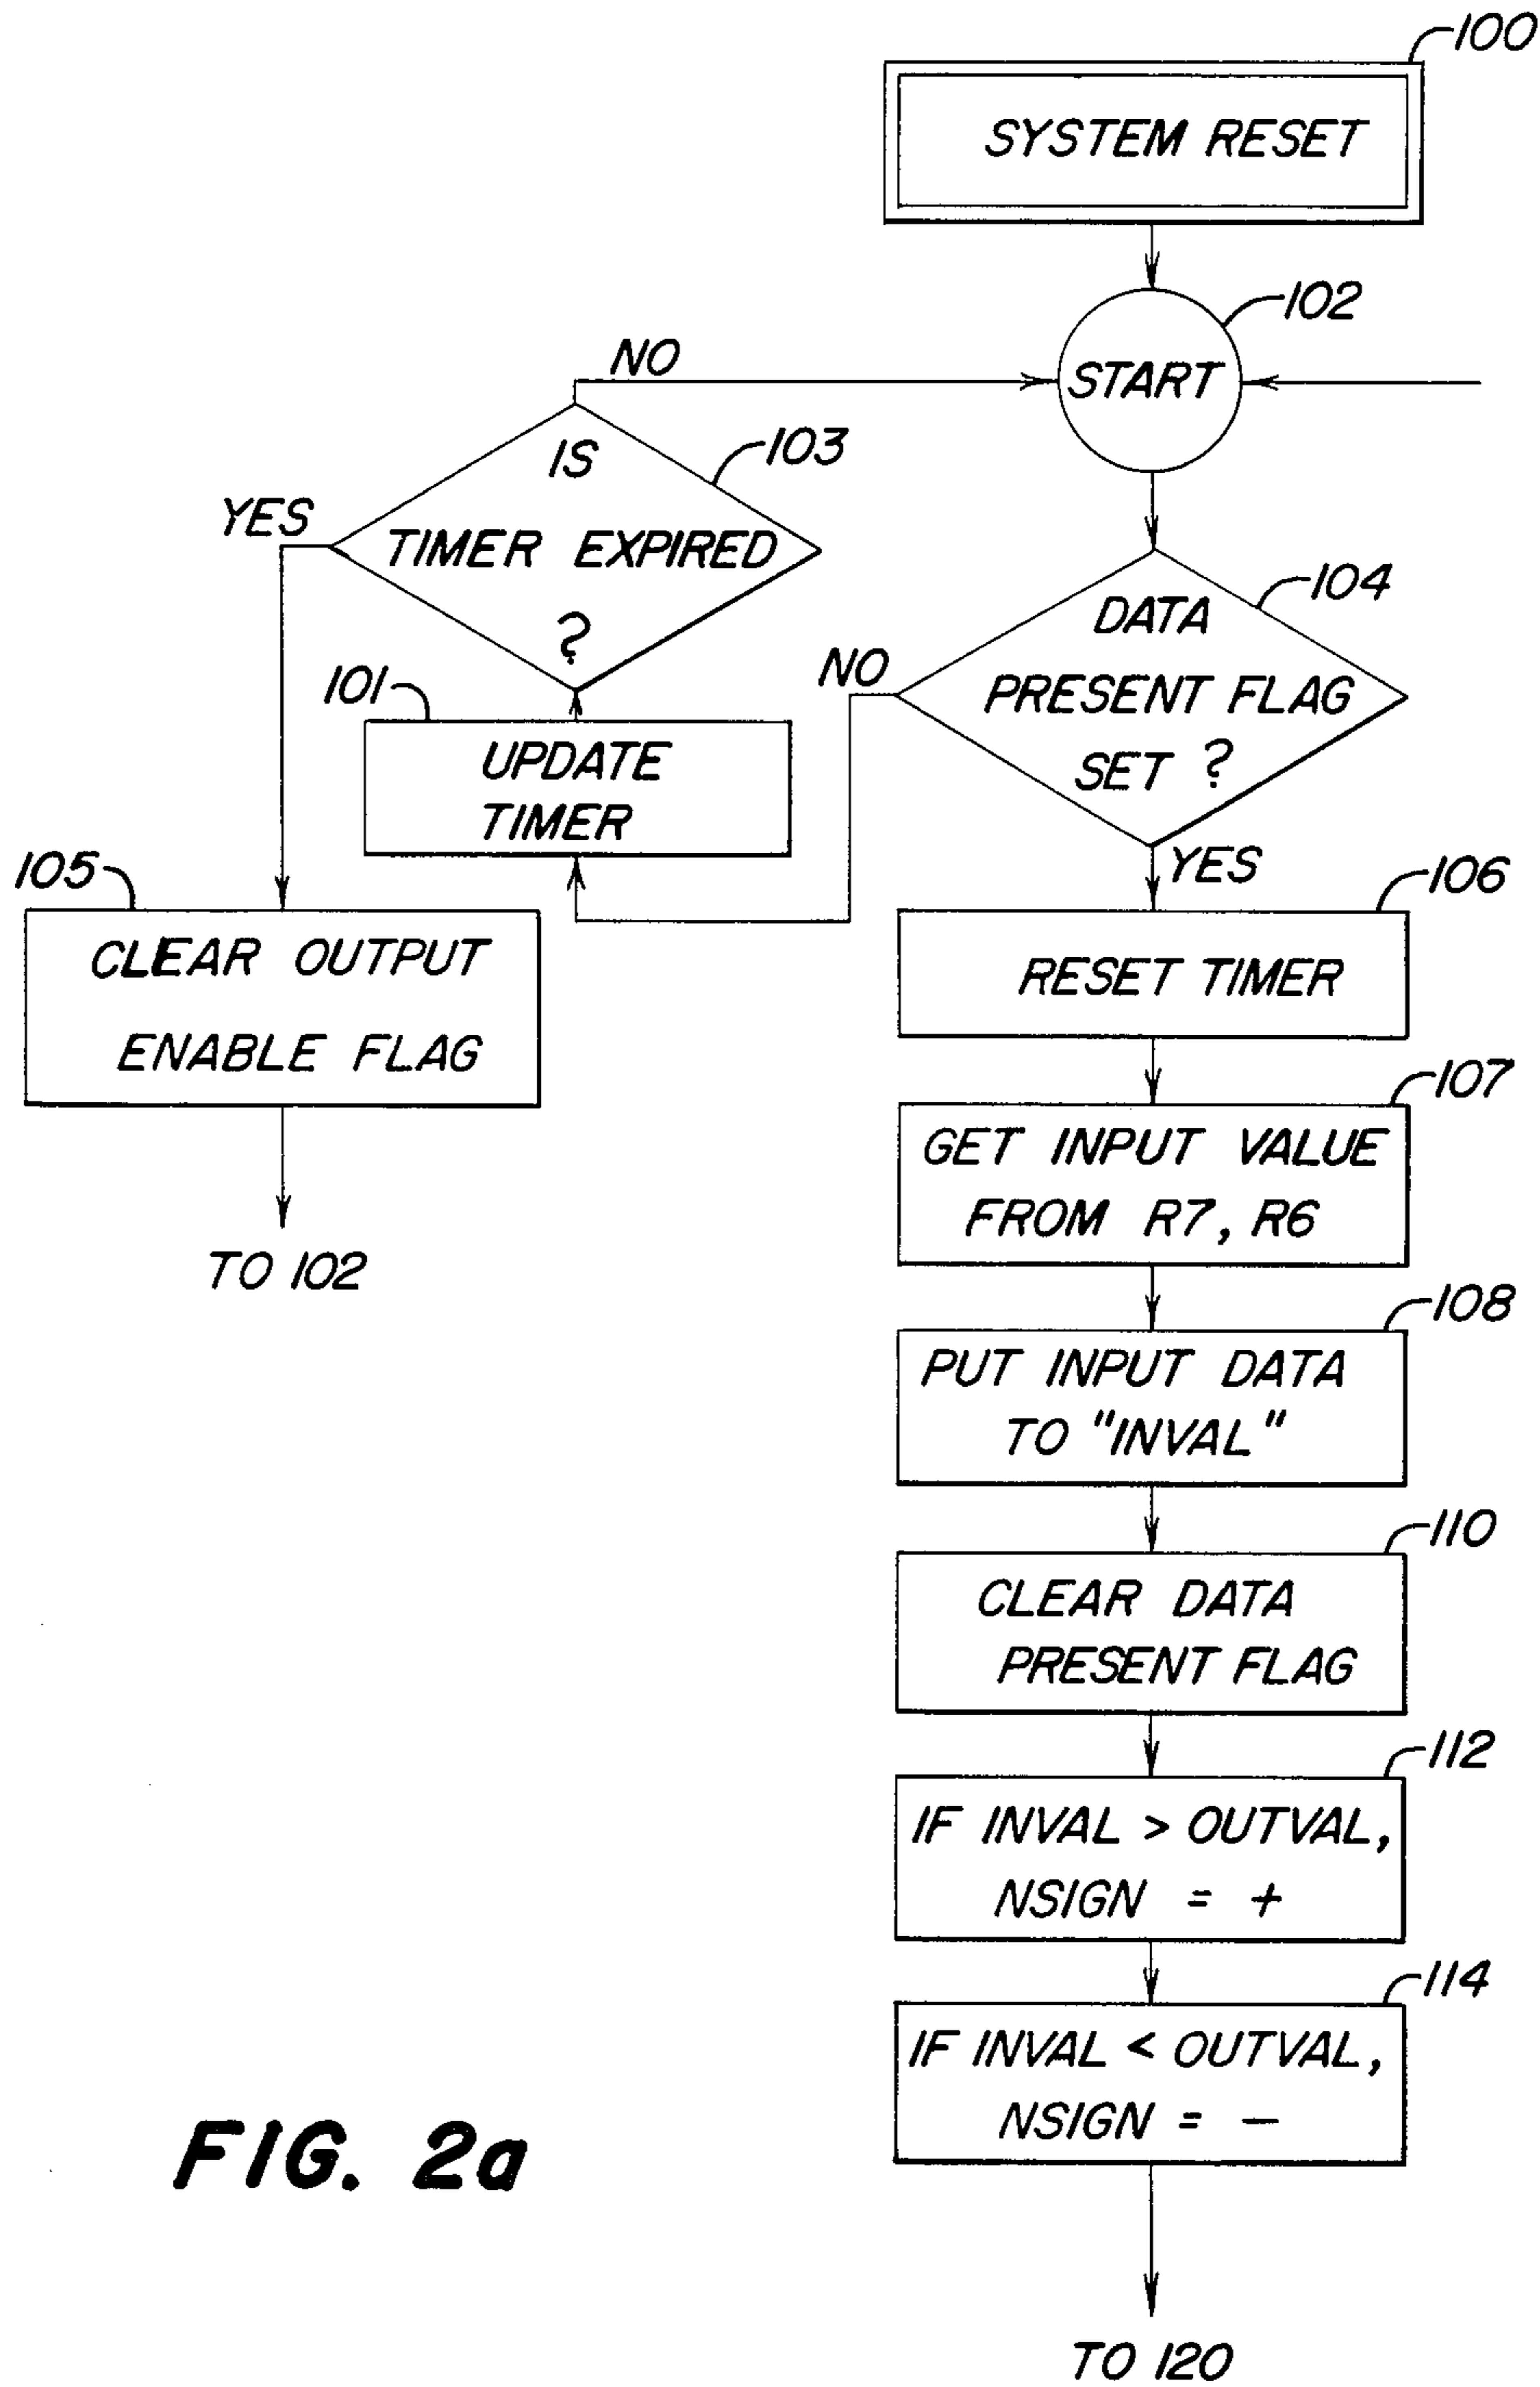 100
SYSTEM RESET
102
START
NO
IS
TIMER EXPIRED
?
103
YES
104
DATA
PRESENT FLAG
SET ?
NO
YES
101
UPDATE
TIMER
105
CLEAR OUTPUT
ENABLE FLAG
TO 102
106
RESET TIMER
107
GET INPUT VALUE
FROM R7, R6
108
PUT INPUT DATA
TO "INVAL"
110
CLEAR DATA
PRESENT FLAG
112
IF INVAL > OUTVAL,
NSIGN = +
114
IF INVAL < OUTVAL,
NSIGN = —
TO 120
FIG. 2a